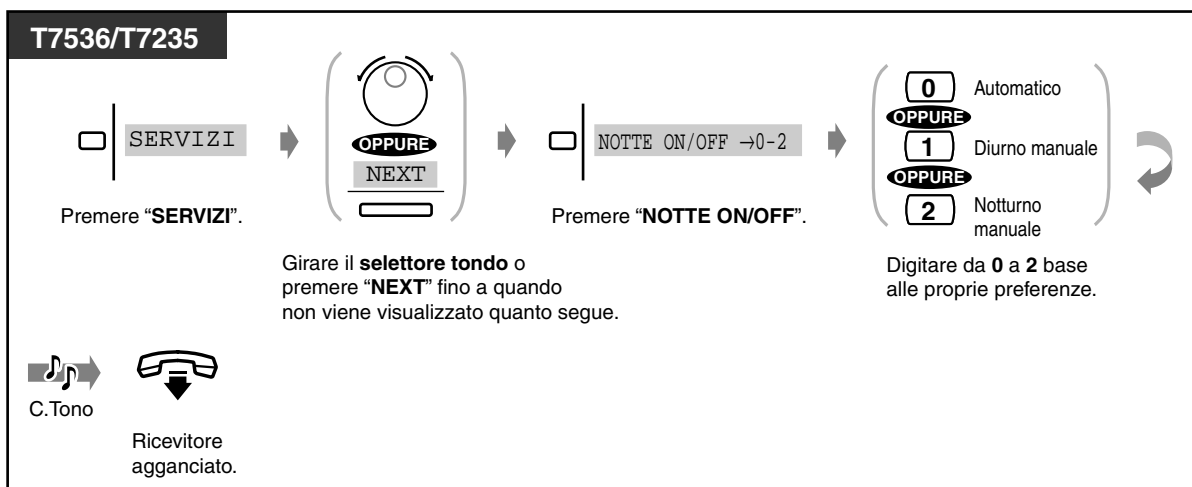 T7536/T7235
SERVIZI
Premere “SERVIZI”.
OPPURE
NEXT
Girare il selettore tondo o
premere “NEXT” fino a quando
non viene visualizzato quanto segue.
NOTTE ON/OFF →0-2
Premere “NOTTE ON/OFF”.
0 Automatico
OPPURE
1 Diurno manuale
OPPURE
2 Notturno
manuale
Digitare da 0 a 2 base
alle proprie preferenze.
C.Tono
Ricevitore
agganciato.